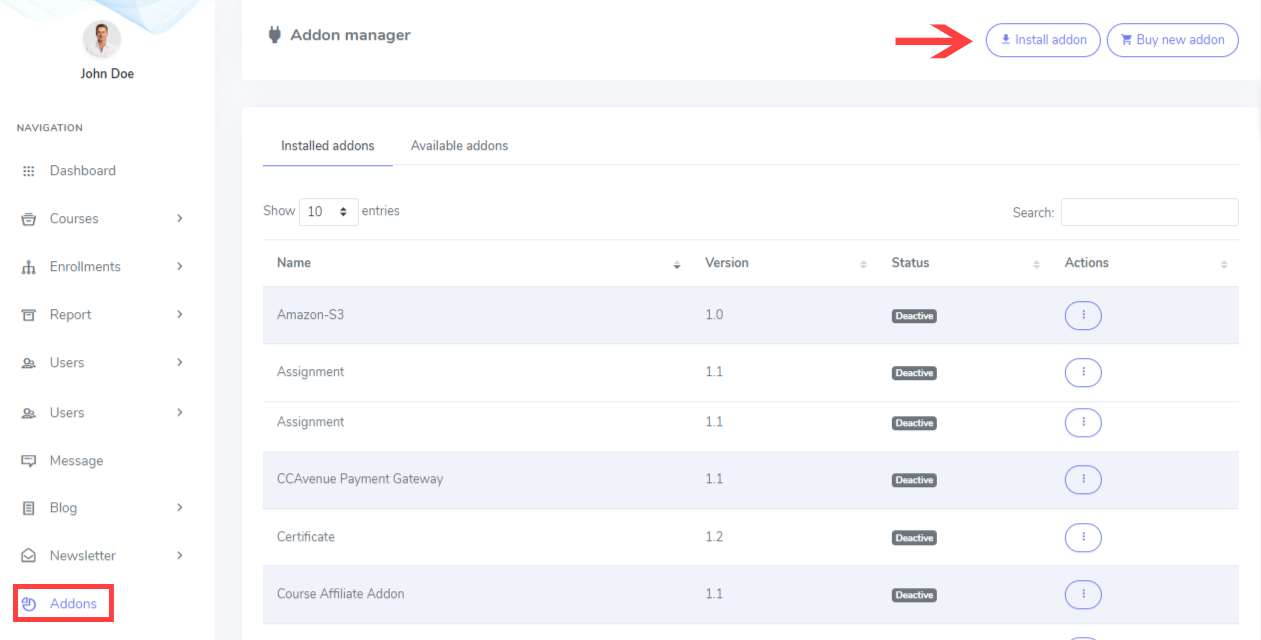 John Doe
NAVIGATION
Dashboard
Courses
Enrollments
Report
Users
Users
Message
Blog
Newsletter
Addons
Addon manager
Install addon
Buy new addon
Installed addons Available addons
Show 10 entries Search:
Name Version Status Actions
Amazon-S3 1.0 Deactive
Assignment 1.1 Deactive
Assignment 1.1 Deactive
CCAvenue Payment Gateway 1.1 Deactive
Certificate 1.2 Deactive
Course Affiliate Addon 1.1 Deactive